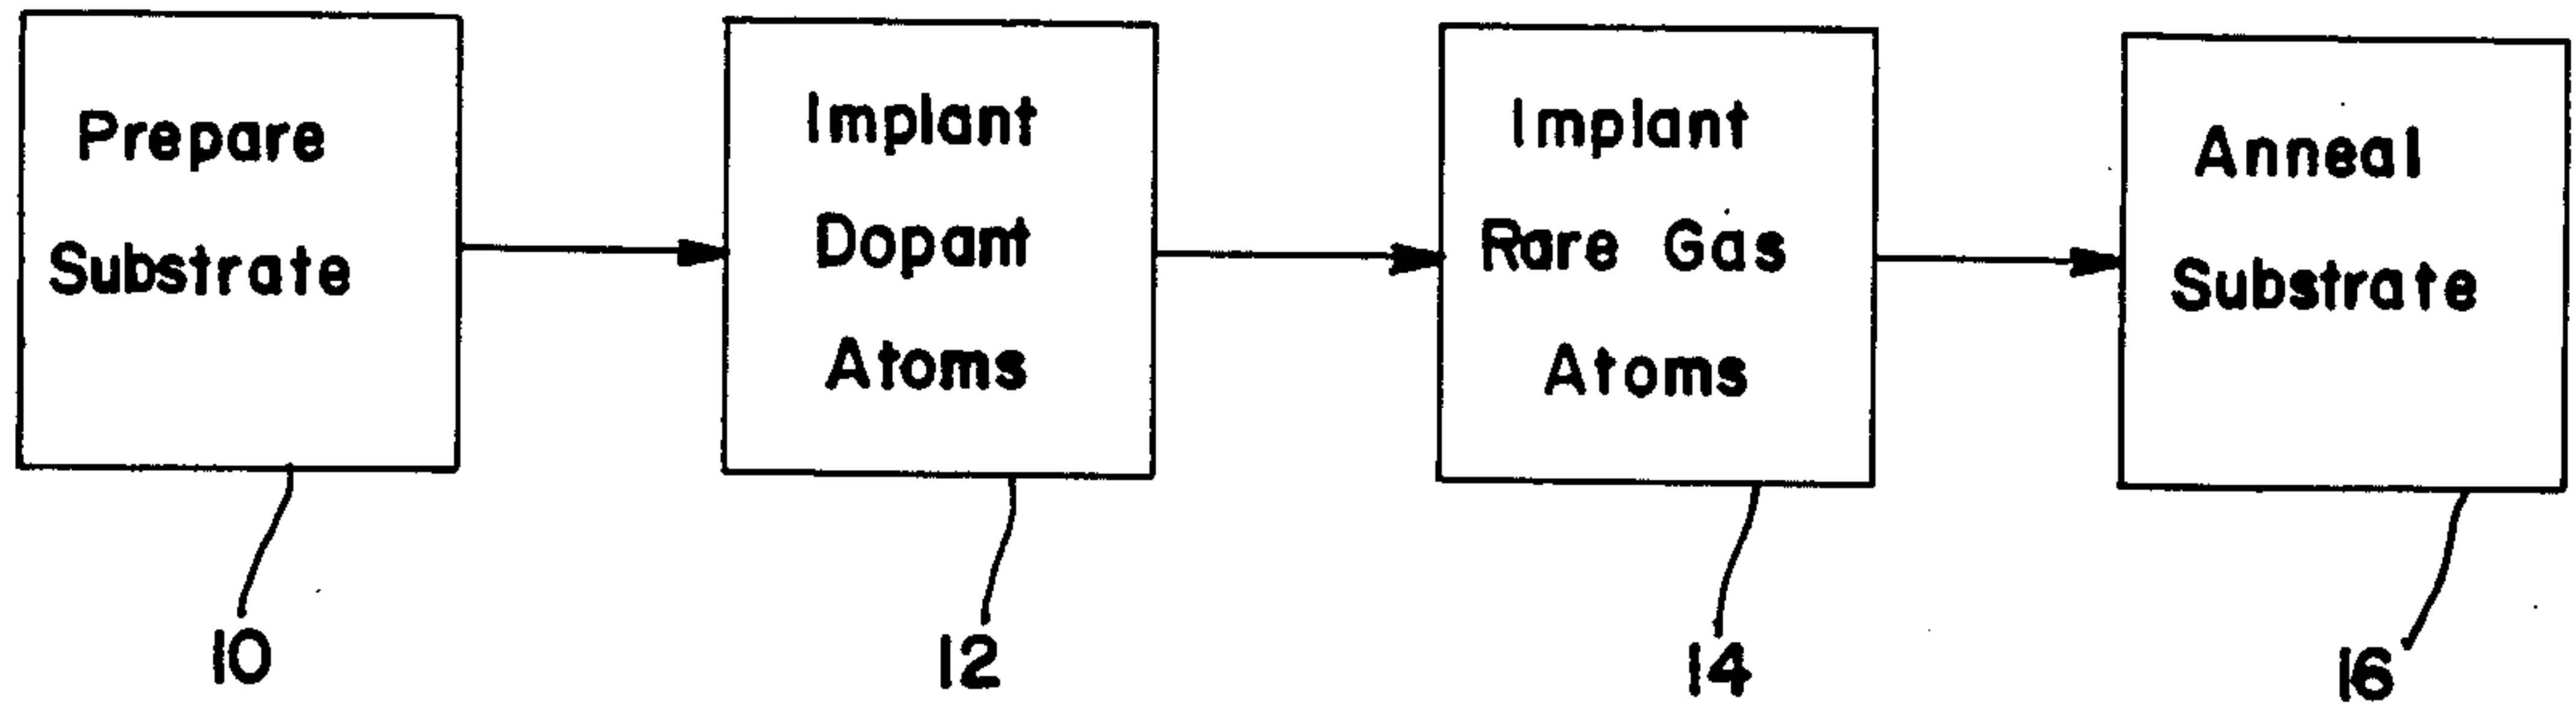 Prepare
Substrate
Implant
Dopant
Atoms
Implant
Rare Gas
Atoms
Anneal
Substrate
10
12
14
16